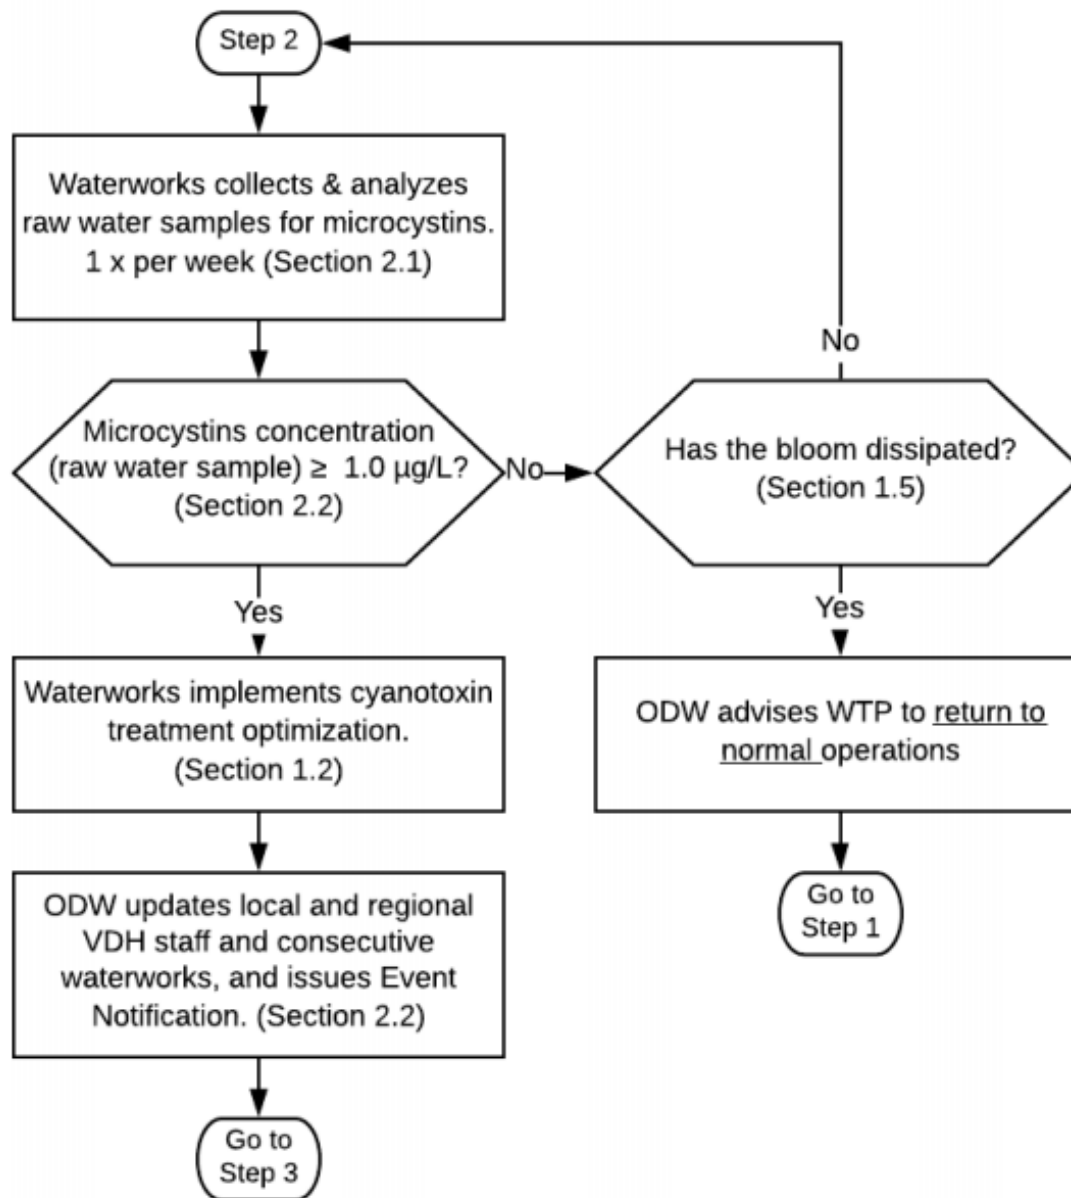 Step 2
Waterworks collects & analyzes
raw water samples for microcystins.
1 x per week (Section 2.1)
No
Microcystins concentration
(raw water sample) ≥ 1.0 µg/L?
(Section 2.2)
No
Has the bloom dissipated?
(Section 1.5)
Yes
Yes
Waterworks implements cyanotoxin
treatment optimization.
(Section 1.2)
ODW advises WTP to return to
normal operations
ODW updates local and regional
VDH staff and consecutive
waterworks, and issues Event
Notification. (Section 2.2)
Go to
Step 1
Go to
Step 3